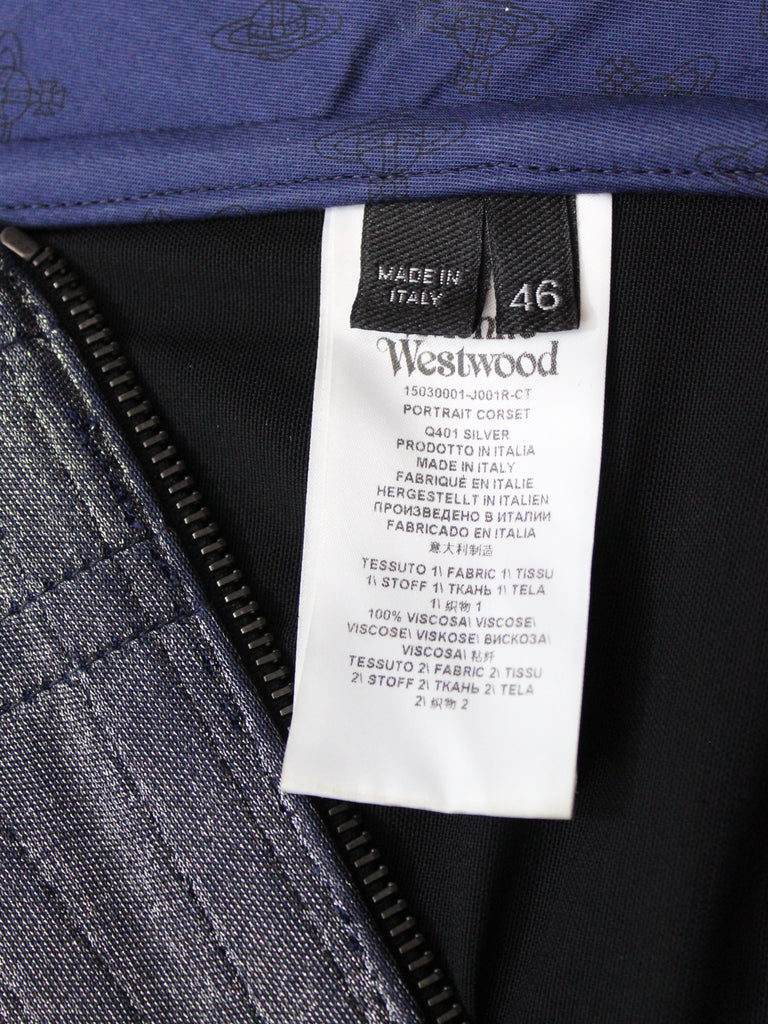 MADE IN
ITALY
46
Westwood
15030001-J001R-CT
PORTRAIT CORSET
Q401 SILVER
PRODOTTO IN ITALIA
MADE IN ITALY
FABRIQUÉ EN ITALIE
HERGESTELLT IN ITALIEN
ПРОИЗВЕДЕНО В ИТАЛИИ
FABRICADO EN ITALIA
意大利制造
TESSUTO 1\ FABRIC 1\ TISSU
1\ STOFF 1\ ТКАНЬ 1\ TELA
1\ 织物 1
100% VISCOSA\ VISCOSE\
VISCOSE\ VISKOSE\ ВИСКОЗА\
VISCOSA\ 粘纤
TESSUTO 2\ FABRIC 2\ TISSU
2\ STOFF 2\ ТКАНЬ 2\ TELA
2\ 织物 2